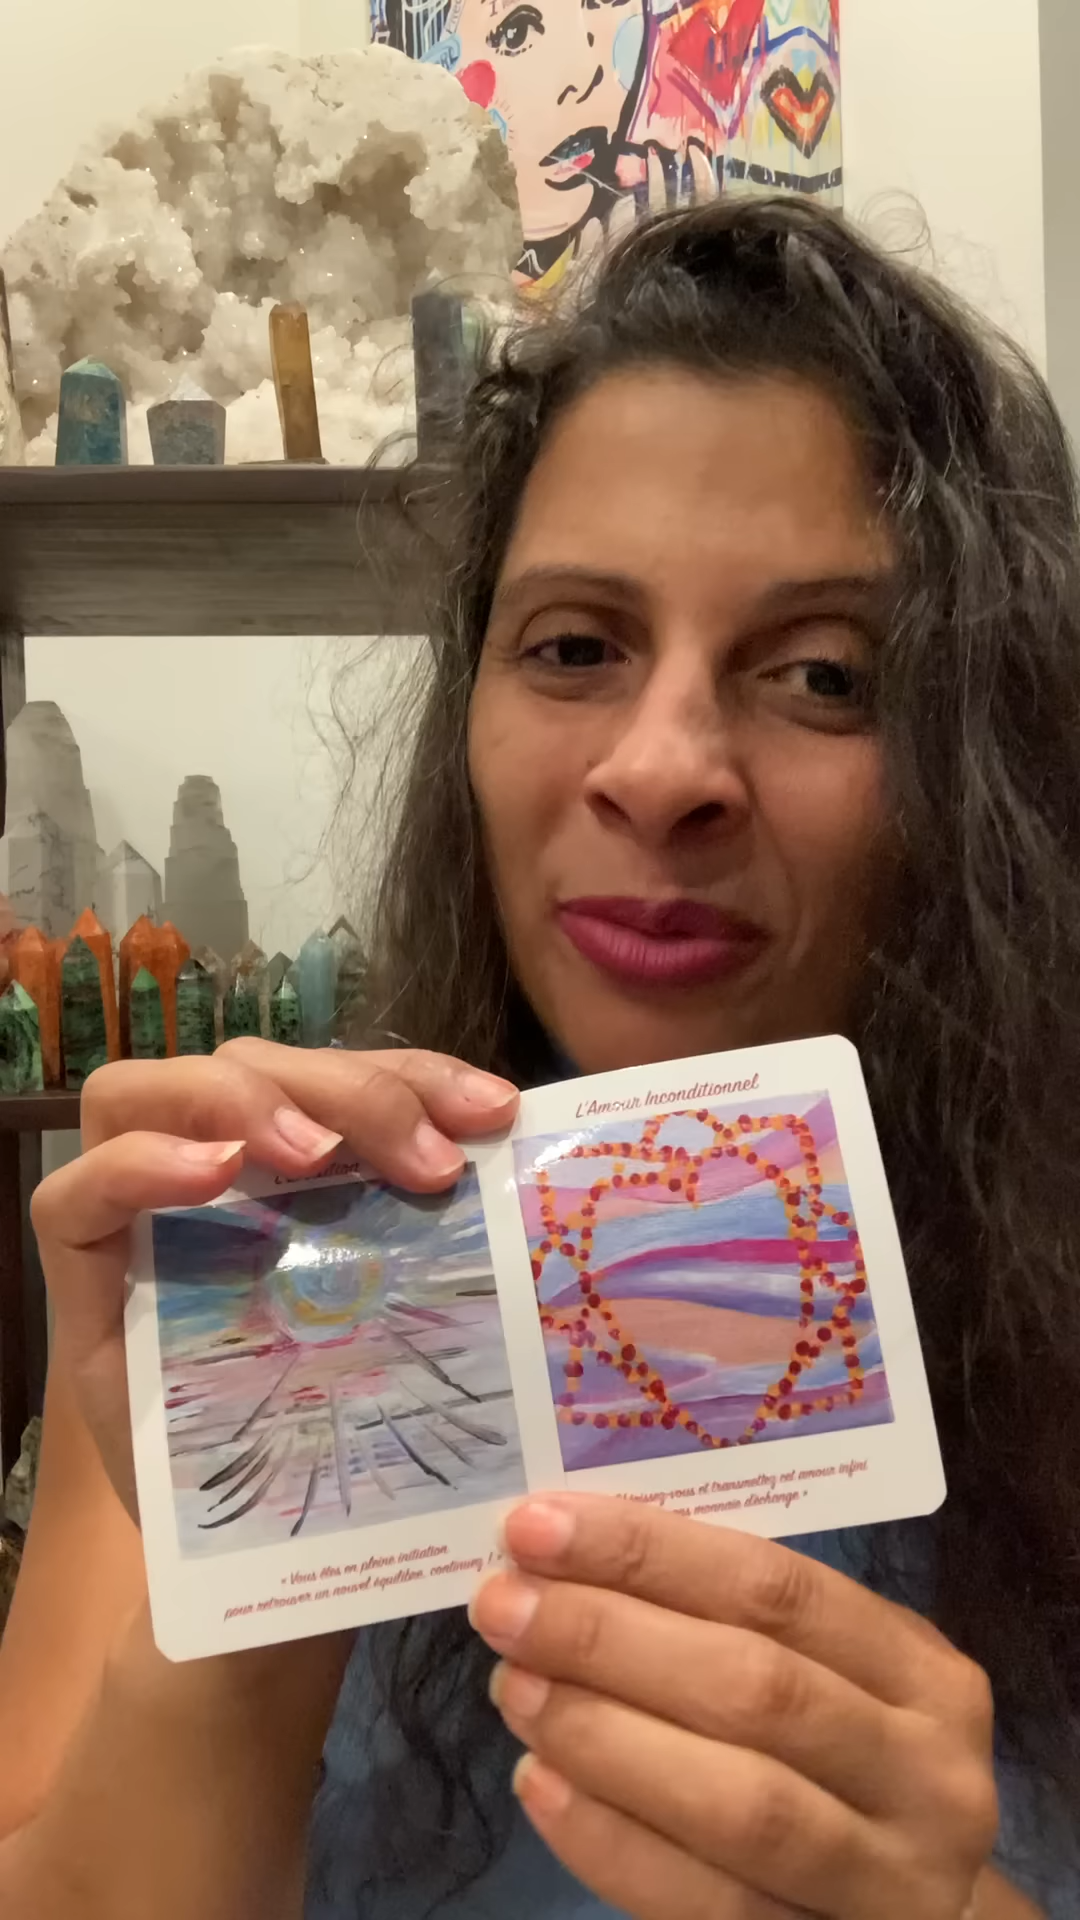 L'Amour Inconditionnel
« Vous êtes en pleine initiation
pour retrouver un nouvel équilibre, continuez ! »
et transmettez cet amour infini
monnaie d'échange »